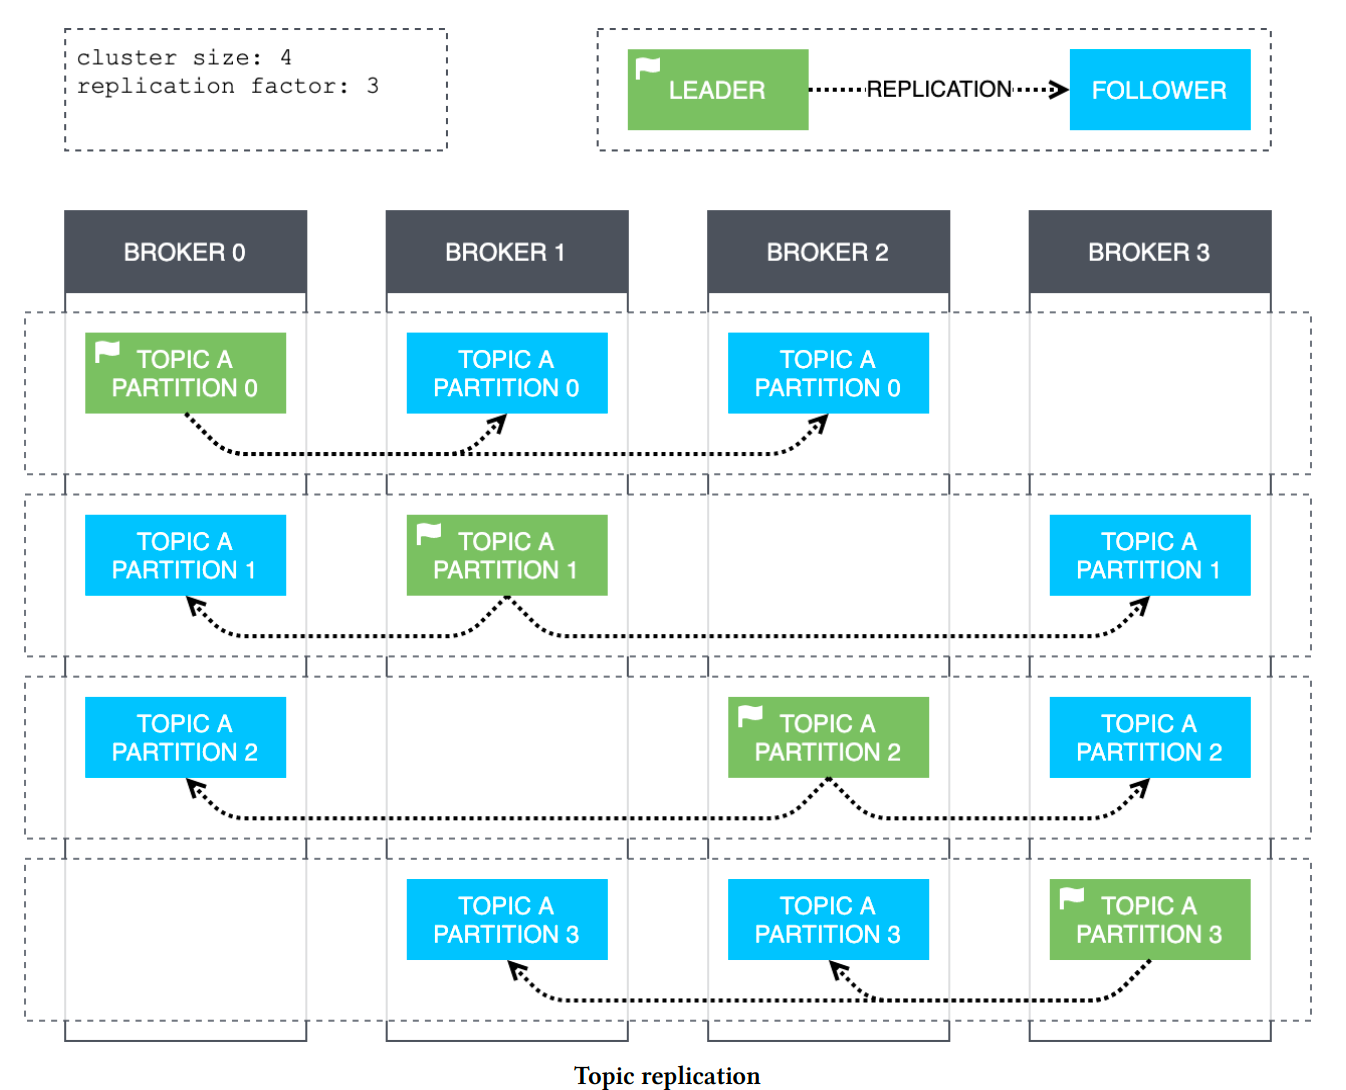 cluster size: 4
replication factor: 3
LEADER
REPLICATION
FOLLOWER
BROKER 0
BROKER 1
BROKER 2
BROKER 3
TOPIC A
PARTITION 0
TOPIC A
PARTITION 0
TOPIC A
PARTITION 0
TOPIC A
PARTITION 1
TOPIC A
PARTITION 1
TOPIC A
PARTITION 1
TOPIC A
PARTITION 2
TOPIC A
PARTITION 2
TOPIC A
PARTITION 2
TOPIC A
PARTITION 3
TOPIC A
PARTITION 3
TOPIC A
PARTITION 3
Topic replication